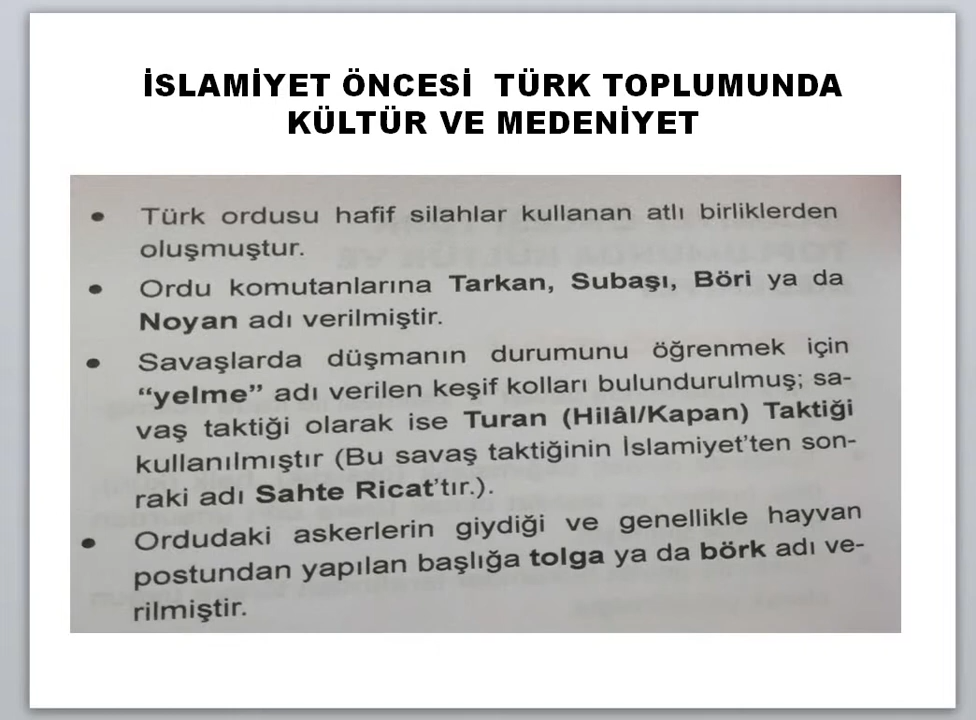 İSLAMİYET ÖNCESİ TÜRK TOPLUMUNDA
KÜLTÜR VE MEDENİYET
• Türk ordusu hafif silahlar kullanan atlı birliklerden
oluşmuştur.
• Ordu komutanlarına Tarkan, Subaşı, Böri ya da
Noyan adı verilmiştir.
• Savaşlarda düşmanın durumunu öğrenmek için
“yelme” adı verilen keşif kolları bulundurulmuş; sa-
vaş taktiği olarak ise Turan (Hilâl/Kapan) Taktiği
kullanılmıştır (Bu savaş taktiğinin İslamiyet’ten son-
raki adı Sahte Ricat’tır.).
• Ordudaki askerlerin giydiği ve genellikle hayvan
postundan yapılan başlığa tolga ya da börk adı ve-
rilmiştir.